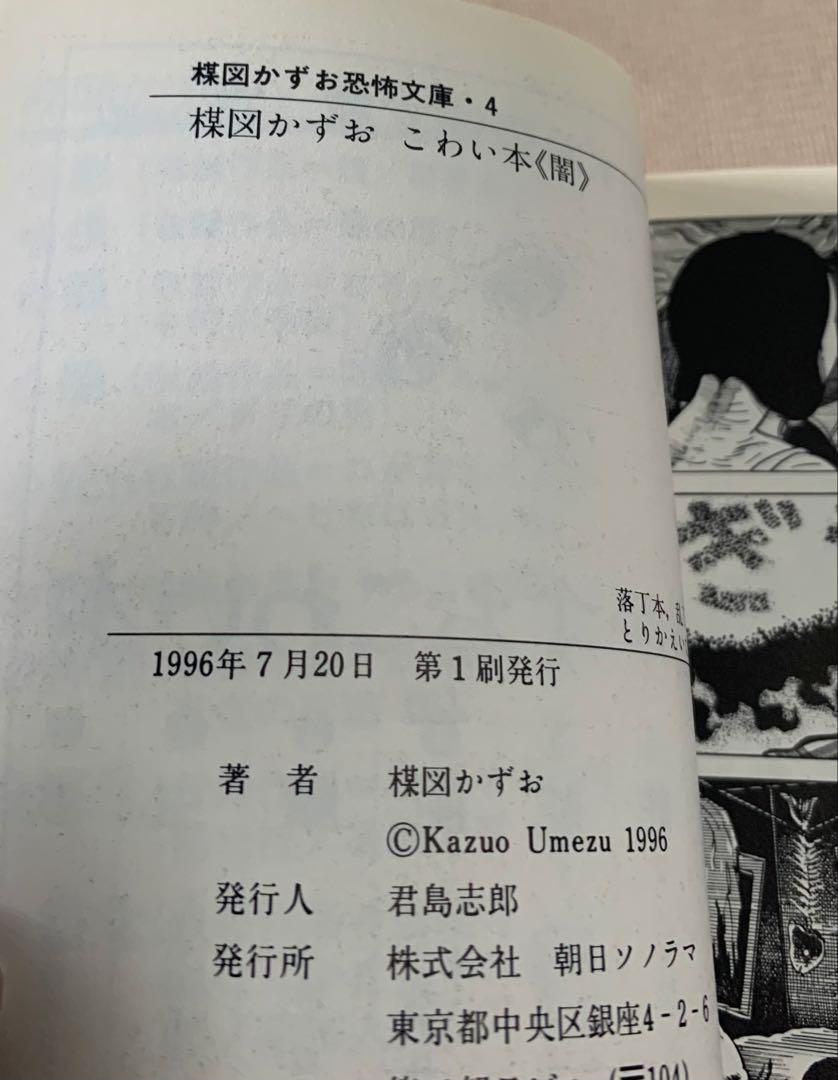 楳図かずお恐怖文庫・4
楳図かずお こわい本《闇》
落丁本，
とりかえい
1996年7月20日 第1刷発行
著 者 楳図かずお
©Kazuo Umezu 1996
発行人 君島志郎
発行所 株式会社 朝日ソノラマ
東京都中央区銀座4-2-6
(〒104)